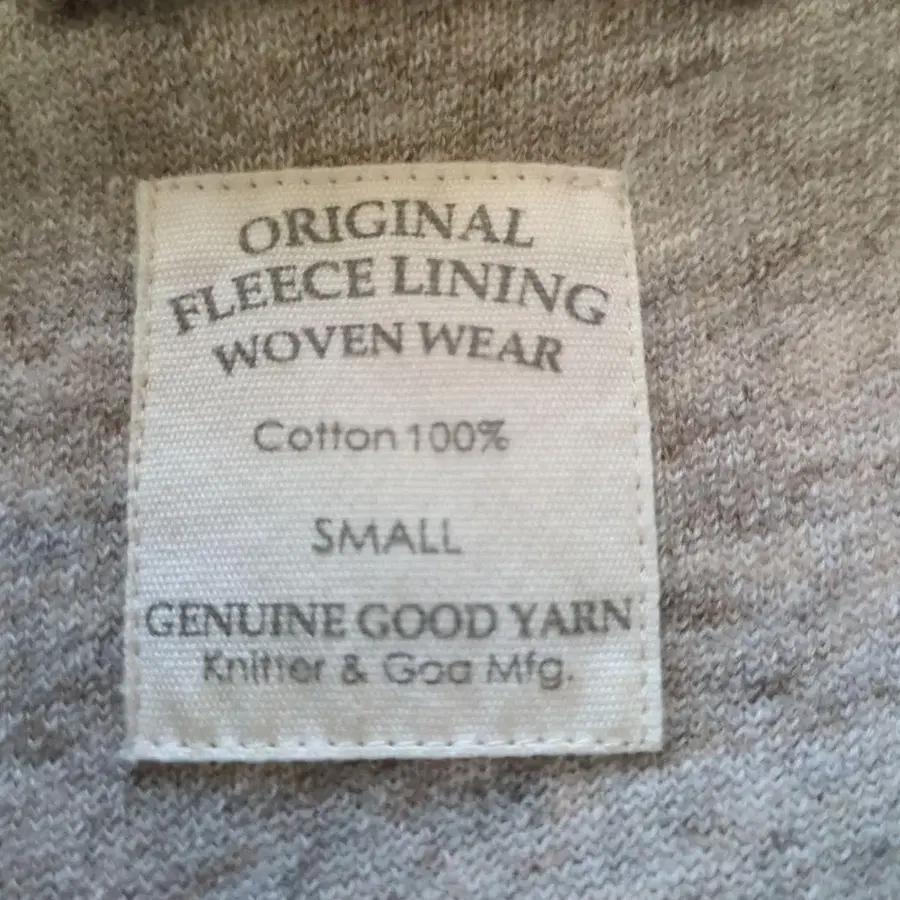 ORIGINAL
FLEECE LINING
WOVEN WEAR
Cotton 100%
SMALL
GENUINE GOOD YARN
Knitter & Goa Mfg.